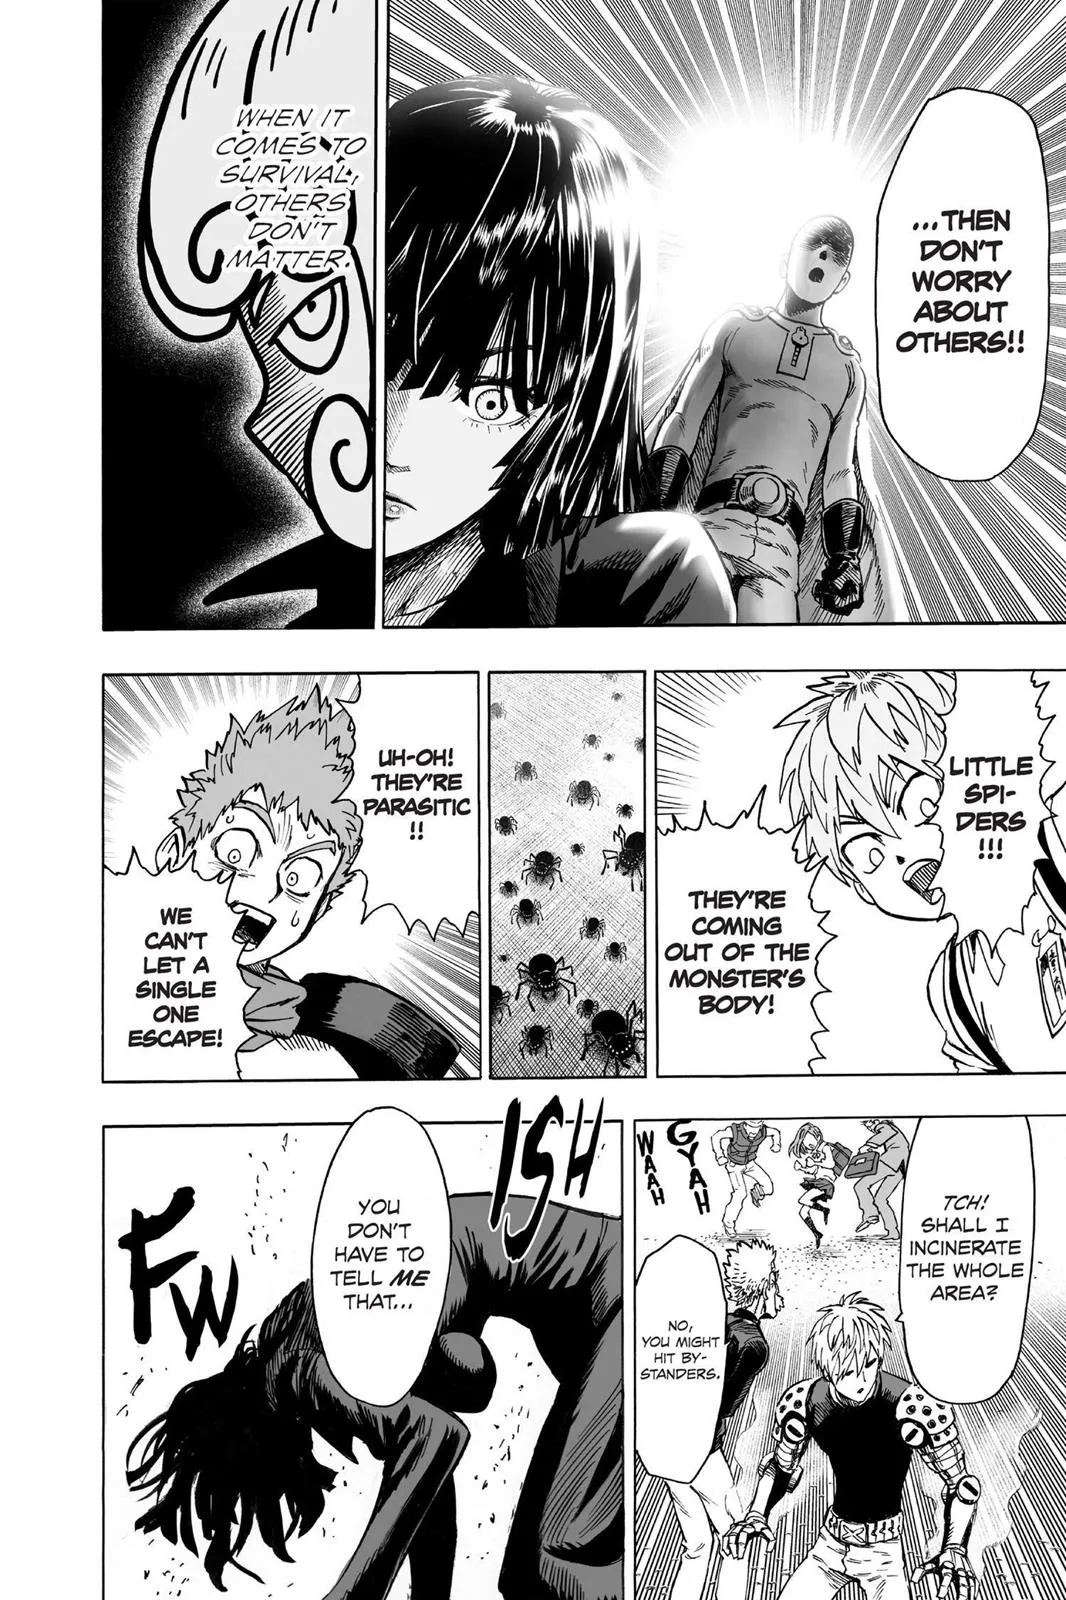 ...THEN
DON'T
WORRY
ABOUT
OTHERS!!
WHEN IT
COMES TO
SURVIVAL,
OTHERS
DON'T
MATTER.
LITTLE
SPI-
DERS
!!!
THEY'RE
COMING
OUT OF THE
MONSTER'S
BODY!
UH-OH!
THEY'RE
PARASITIC
!!
WE
CAN'T
LET A
SINGLE
ONE
ESCAPE!
GYAH
WAAH
TCH!
SHALL I
INCINERATE
THE WHOLE
AREA?
NO,
YOU MIGHT
HIT BY-
STANDERS.
FW
ISH
YOU
DON'T
HAVE TO
TELL ME
THAT...